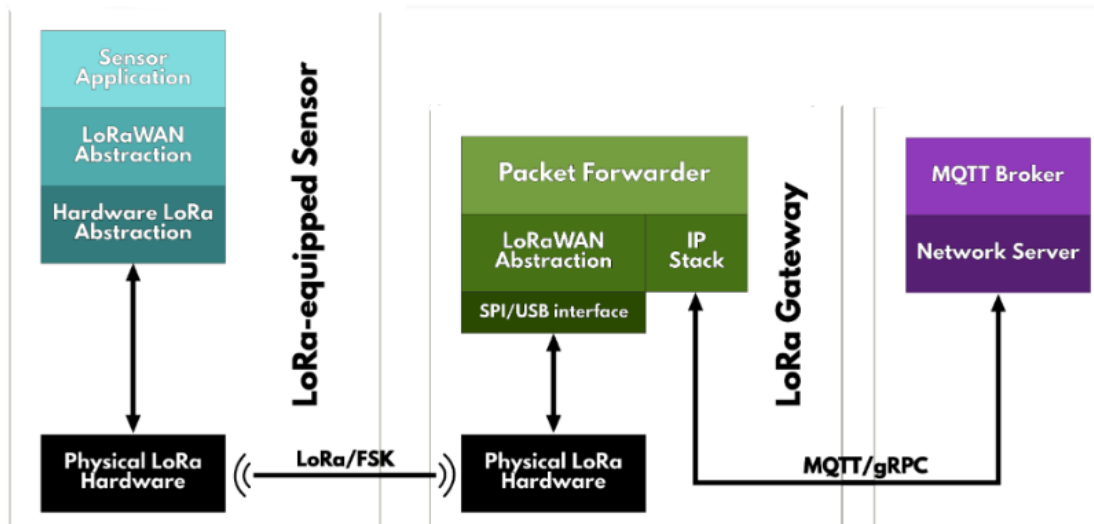 Sensor
Application
LoRaWAN
Abstraction
Hardware LoRa
Abstraction
Physical LoRa
Hardware
LoRa-equipped Sensor
LoRa/FSK
Packet Forwarder
LoRaWAN
Abstraction
IP
Stack
SPI/USB interface
Physical LoRa
Hardware
LoRa Gateway
MQTT/gRPC
MQTT Broker
Network Server